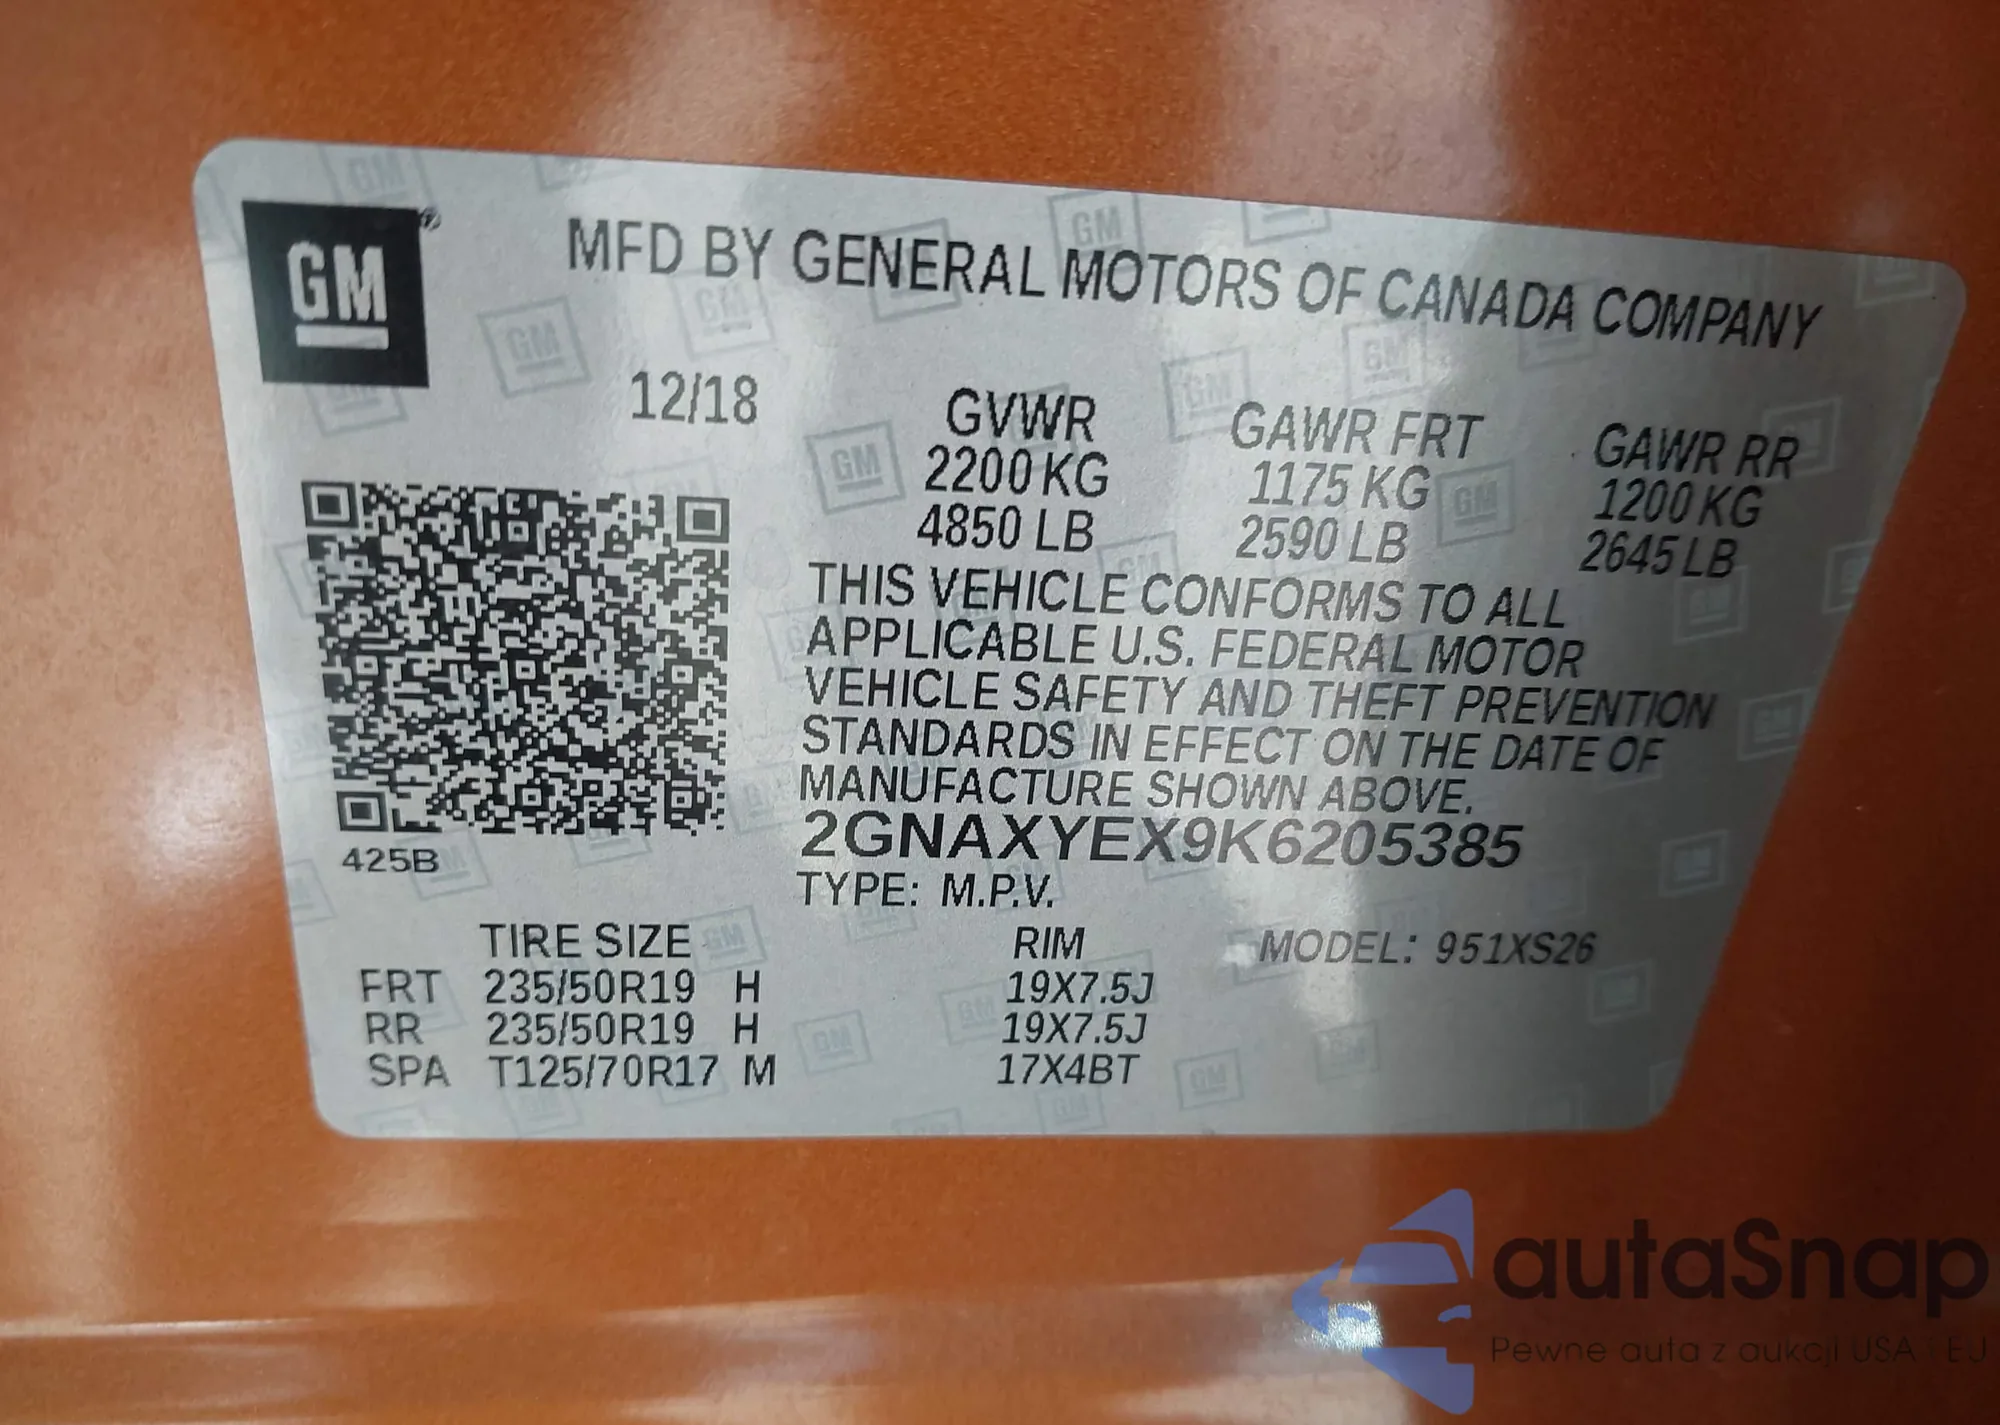 GM®
MFD BY GENERAL MOTORS OF CANADA COMPANY
12/18
GVWR GAWR FRT GAWR RR
2200 KG 1175 KG 1200 KG
4850 LB 2590 LB 2645 LB
THIS VEHICLE CONFORMS TO ALL
APPLICABLE U.S. FEDERAL MOTOR
VEHICLE SAFETY AND THEFT PREVENTION
STANDARDS IN EFFECT ON THE DATE OF
MANUFACTURE SHOWN ABOVE.
2GNAXYEX9K6205385
425B
TYPE: M.P.V.
TIRE SIZE RIM MODEL: 951XS26
FRT 235/50R19 H 19X7.5J
RR 235/50R19 H 19X7.5J
SPA T125/70R17 M 17X4BT
autaSnap
Pewne auta z aukcji USA i EJ